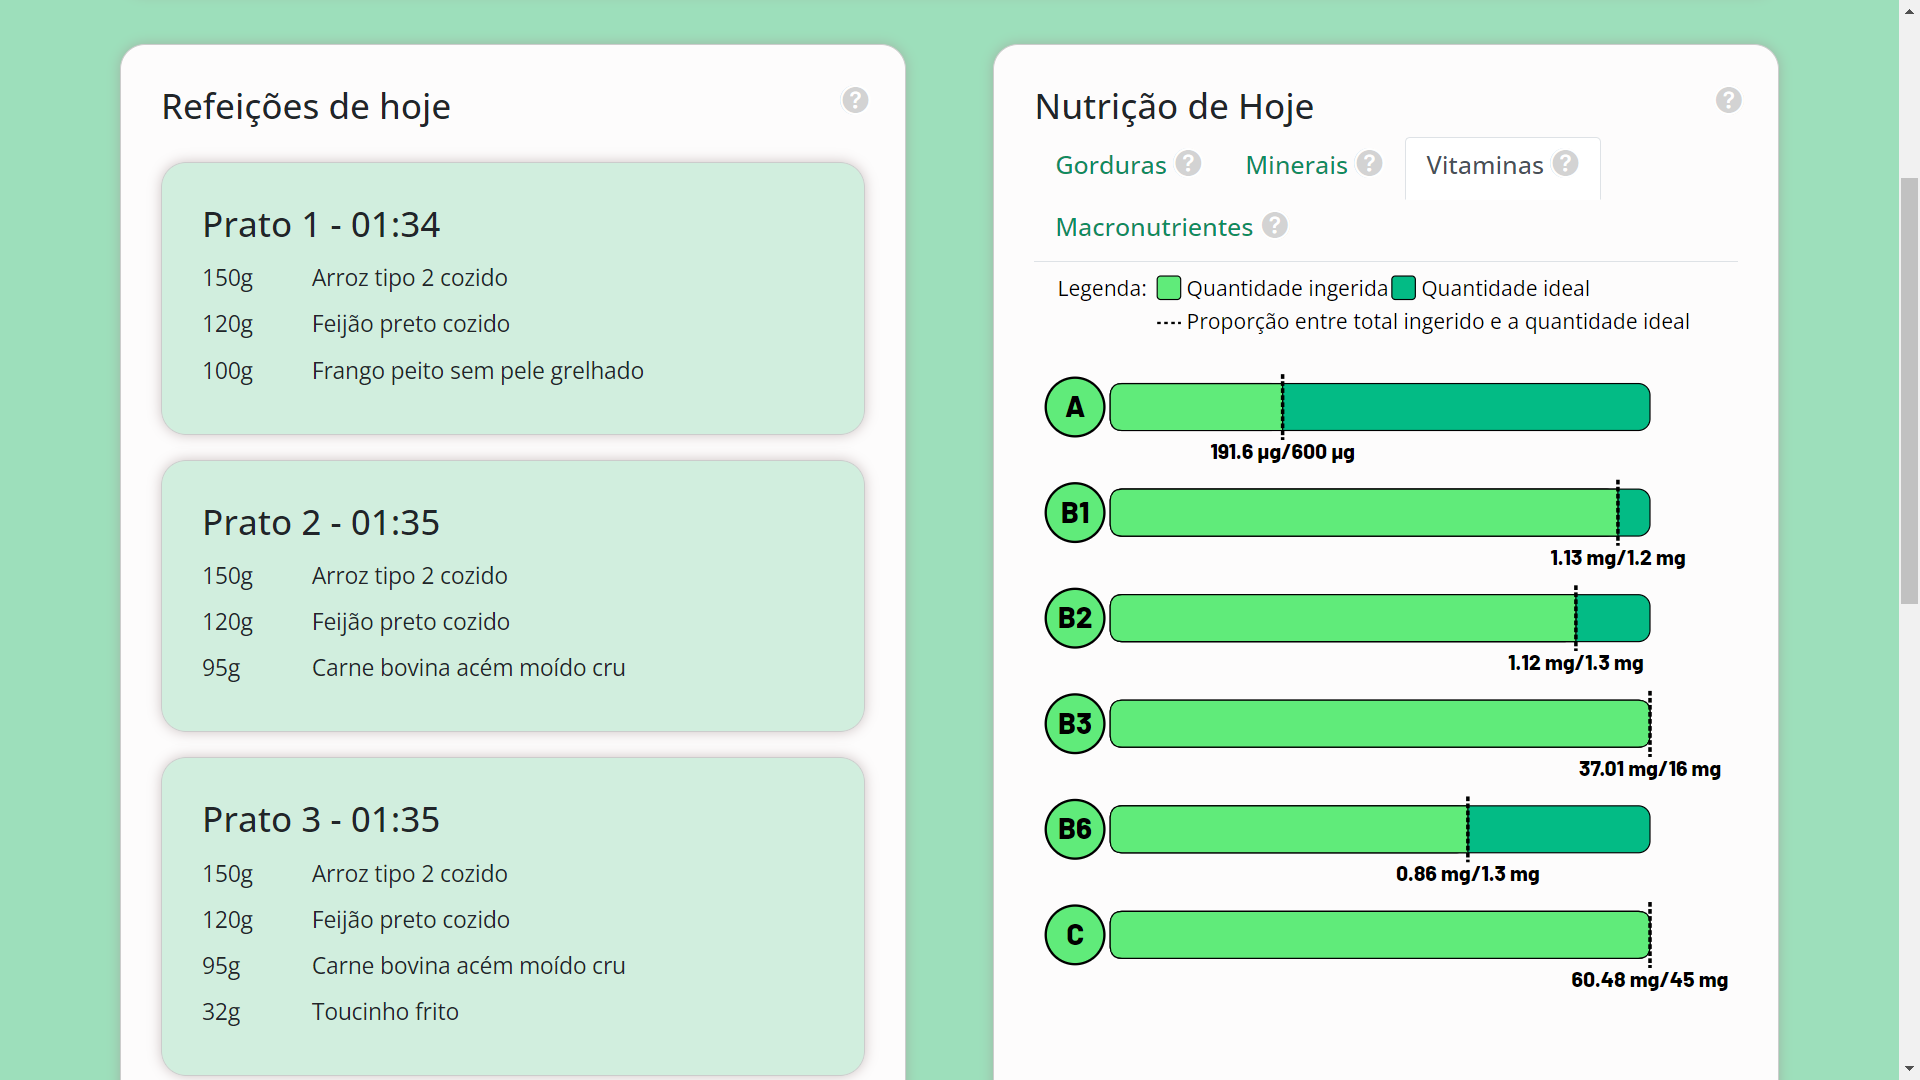 Refeições de hoje
?
Prato 1 - 01:34
150g Arroz tipo 2 cozido
120g Feijão preto cozido
100g Frango peito sem pele grelhado
Prato 2 - 01:35
150g Arroz tipo 2 cozido
120g Feijão preto cozido
95g Carne bovina acém moído cru
Prato 3 - 01:35
150g Arroz tipo 2 cozido
120g Feijão preto cozido
95g Carne bovina acém moído cru
32g Toucinho frito
Nutrição de Hoje
?
Gorduras ? Minerais ? Vitaminas ?
Macronutrientes ?
Legenda: Quantidade ingerida Quantidade ideal
Proporção entre total ingerido e a quantidade ideal
A
191.6 µg/600 µg
B1
1.13 mg/1.2 mg
B2
1.12 mg/1.3 mg
B3
37.01 mg/16 mg
B6
0.86 mg/1.3 mg
C
60.48 mg/45 mg